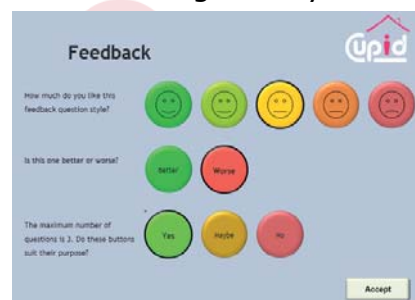 Feedback
Cupid
How much do you like this
feedback question style?
Is this one better or worse?
Better
Worse
The maximum number of
questions is 3. Do these buttons
suit their purpose?
Yes
Maybe
No
Accept